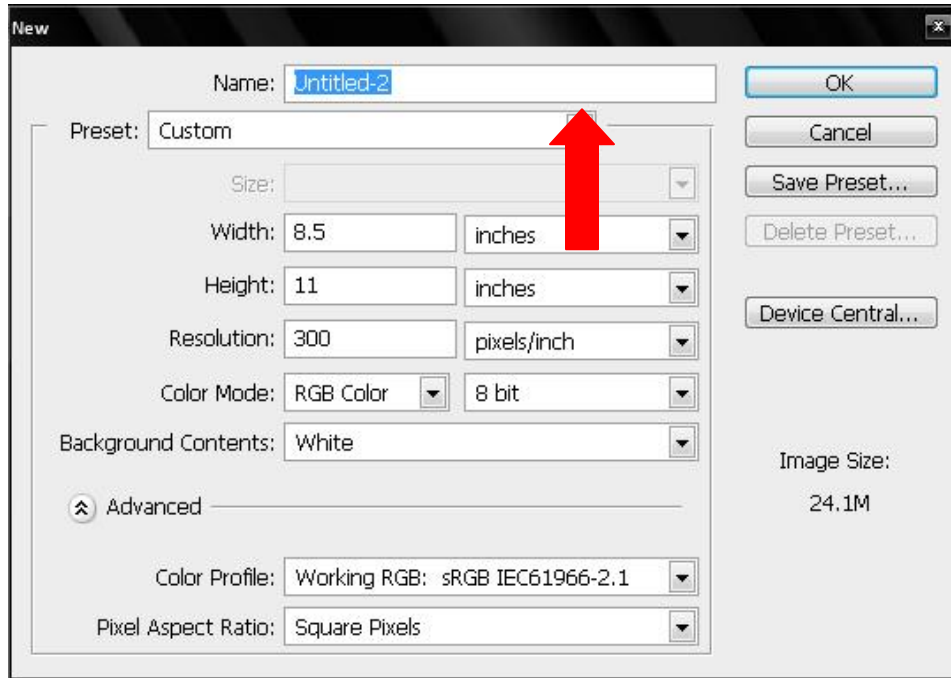 New
Name: Untitled-2
OK
Preset: Custom
Cancel
Size:
Save Preset...
Width: 8.5 inches
Delete Preset...
Height: 11 inches
Device Central...
Resolution: 300 pixels/inch
Color Mode: RGB Color 8 bit
Background Contents: White
Image Size:
24.1M
Advanced
Color Profile: Working RGB: sRGB IEC61966-2.1
Pixel Aspect Ratio: Square Pixels